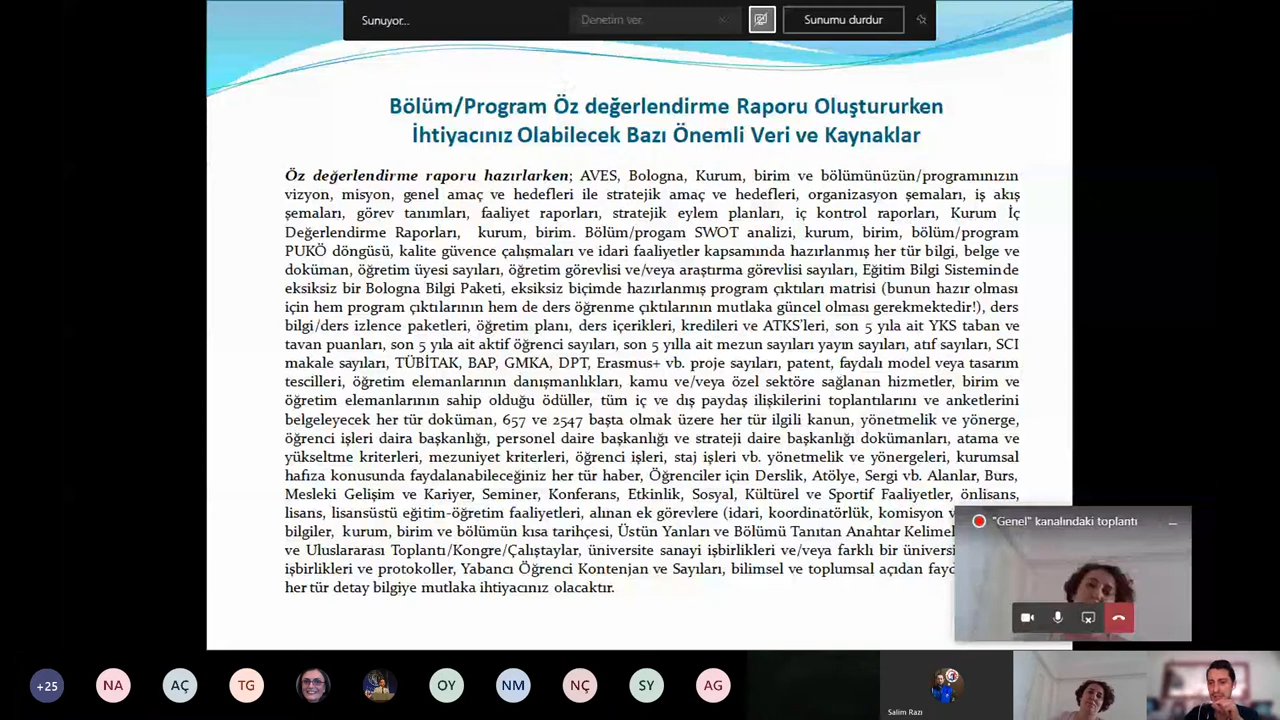 Sunuyor...
Denetim ver.
Sunumu durdur
Bölüm/Program Öz değerlendirme Raporu Oluştururken
İhtiyacınız Olabilecek Bazı Önemli Veri ve Kaynaklar
Öz değerlendirme raporu hazırlarken; AVES, Bologna, Kurum, birim ve bölümünüzün/programınızın
vizyon, misyon, genel amaç ve hedefleri ile stratejik amaç ve hedefleri, organizasyon şemaları, iş akış
şemaları, görev tanımları, faaliyet raporları, stratejik eylem planları, iç kontrol raporları, Kurum İç
Değerlendirme Raporları, kurum, birim. Bölüm/progam SWOT analizi, kurum, birim, bölüm/program
PUKÖ döngüsü, kalite güvence çalışmaları ve idari faaliyetler kapsamında hazırlanmış her tür bilgi, belge ve
doküman, öğretim üyesi sayıları, öğretim görevlisi ve/veya araştırma görevlisi sayıları, Eğitim Bilgi Sisteminde
eksiksiz bir Bologna Bilgi Paketi, eksiksiz biçimde hazırlanmış program çıktıları matrisi (bunun hazır olması
için hem program çıktılarının hem de ders öğrenme çıktılarının mutlaka güncel olması gerekmektedir!), ders
bilgi/ders izlence paketleri, öğretim planı, ders içerikleri, kredileri ve ATKS'leri, son 5 yıla ait YKS taban ve
tavan puanları, son 5 yıla ait aktif öğrenci sayıları, son 5 yılla ait mezun sayıları yayın sayıları, atıf sayıları, SCI
makale sayıları, TÜBİTAK, BAP, GMKA, DPT, Erasmus+ vb. proje sayıları, patent, faydalı model veya tasarım
tescilleri, öğretim elemanlarının danışmanlıkları, kamu ve/veya özel sektöre sağlanan hizmetler, birim ve
öğretim elemanlarının sahip olduğu ödüller, tüm iç ve dış paydaş ilişkilerini toplantılarını ve anketlerini
belgeleyecek her tür doküman, 657 ve 2547 başta olmak üzere her tür ilgili kanun, yönetmelik ve yönerge,
öğrenci işleri daira başkanlığı, personel daire başkanlığı ve strateji daire başkanlığı dokümanları, atama ve
yükseltme kriterleri, mezuniyet kriterleri, öğrenci işleri, staj işleri vb. yönetmelik ve yönergeleri, kurumsal
hafıza konusunda faydalanabileceğiniz her tür haber, Öğrenciler için Derslik, Atölye, Sergi vb. Alanlar, Burs,
Mesleki Gelişim ve Kariyer, Seminer, Konferans, Etkinlik, Sosyal, Kültürel ve Sportif Faaliyetler, önlisans,
lisans, lisansüstü eğitim-öğretim faaliyetleri, alınan ek görevlere (idari, koordinatörlük, komisyon
bilgiler, kurum, birim ve bölümün kısa tarihçesi, Üstün Yanları ve Bölümü Tanıtan Anahtar
ve Uluslararası Toplantı/Kongre/Çalıştaylar, üniversite sanayi işbirlikleri ve/veya farklı bir
işbirlikleri ve protokoller, Yabancı Öğrenci Kontenjan ve Sayıları, bilimsel ve toplumsal açıdan
her tür detay bilgiye mutlaka ihtiyacınız olacaktır.
"Genel" kanalındaki toplantı
+25 NA AÇ TG OY NM NÇ SY AG
Salim Razı